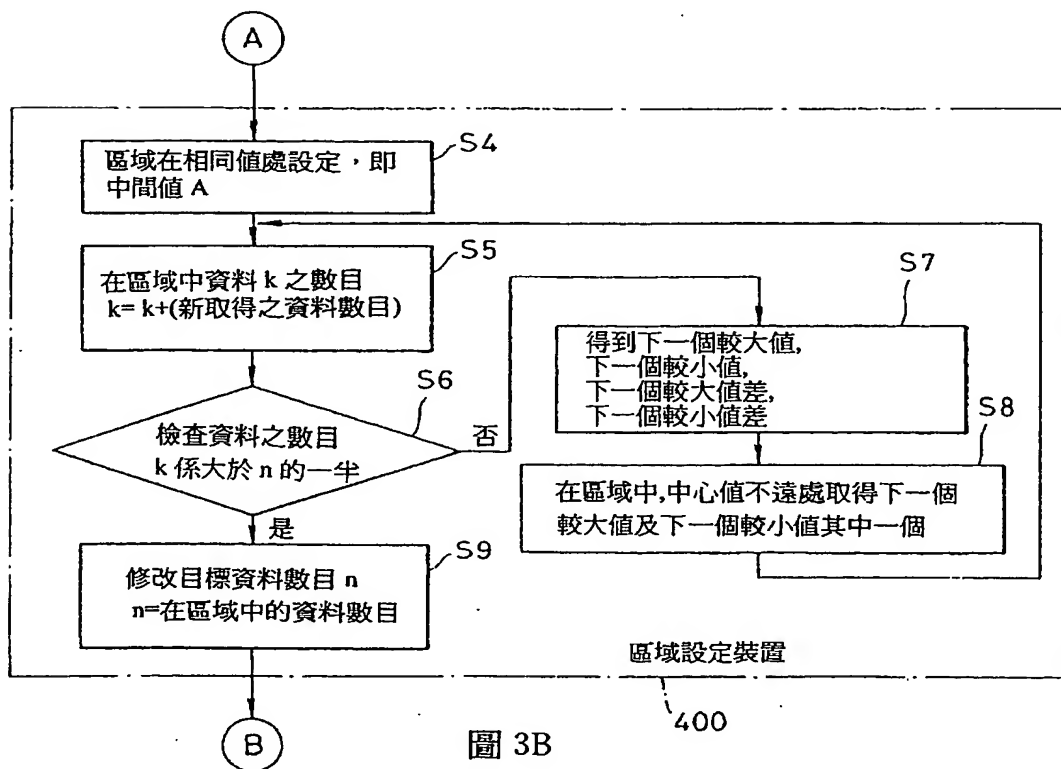 A
S4
區域在相同值處設定，即
中間值 A
S5
在區域中資料 k 之數目
k= k+(新取得之資料數目)
S6
檢查資料之數目
k 係大於 n 的一半
否
是
S7
得到下一個較大值,
下一個較小值,
下一個較大值差,
下一個較小值差
S8
在區域中,中心值不遠處取得下一個
較大值及下一個較小值其中一個
S9
修改目標資料數目 n
n=在區域中的資料數目
區域設定裝置
400
B
圖 3B